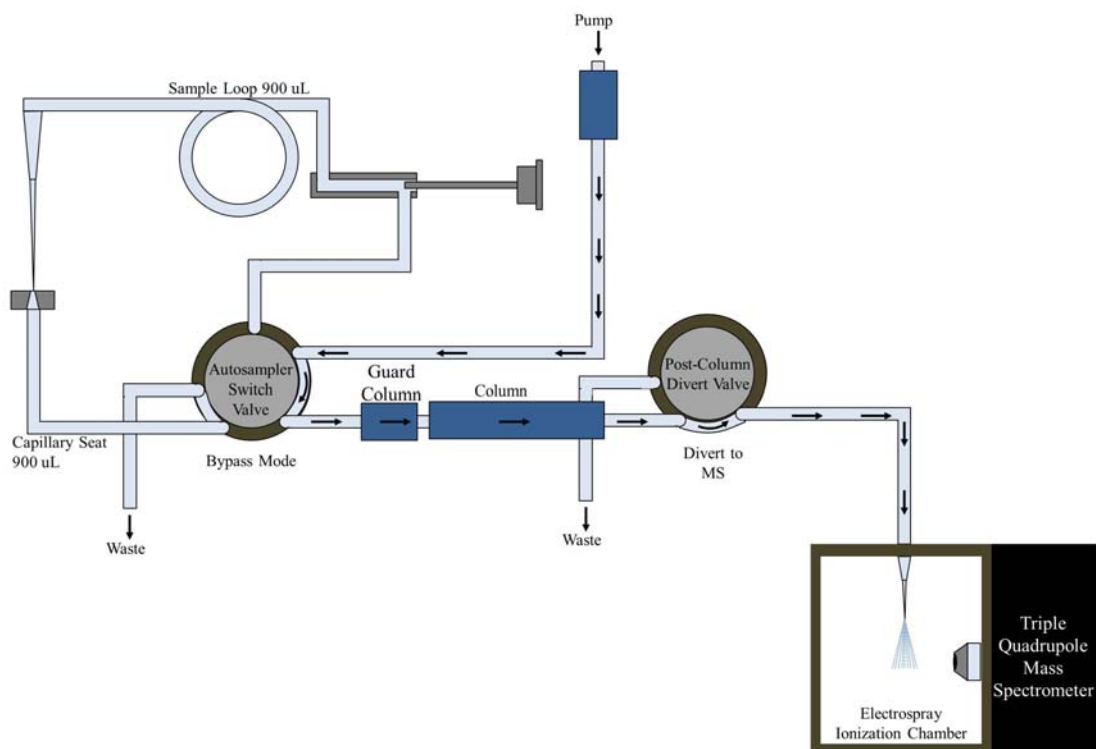 Pump
Sample Loop 900 uL
Autosampler
Switch
Valve
Guard
Column
Column
Post-Column
Divert Valve
Capillary Seat
900 uL
Bypass Mode
Divert to
MS
Waste
Waste
Triple
Quadrupole
Mass
Spectrometer
Electrospray
Ionization Chamber